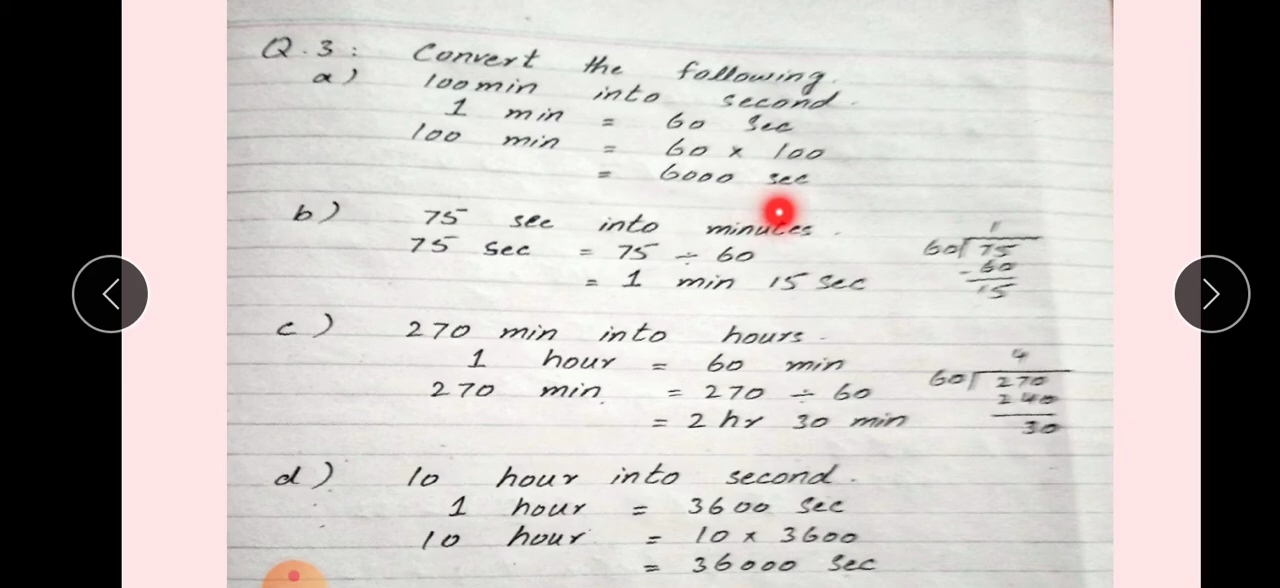 Q.3: Convert the following.
a) 100min into second.
1 min = 60 Sec
100 min = 60 x 100
= 6000 sec
b) 75 sec into minutes.
75 Sec = 75 ÷ 60
= 1 min 15 Sec
1
60 75
- 60
15
c) 270 min into hours.
1 hour = 60 min
270 min. = 270 ÷ 60
= 2 hr 30 min
4
60 270
240
30
d) 10 hour into second.
1 hour = 3600 Sec
10 hour = 10 x 3600
= 36000 Sec